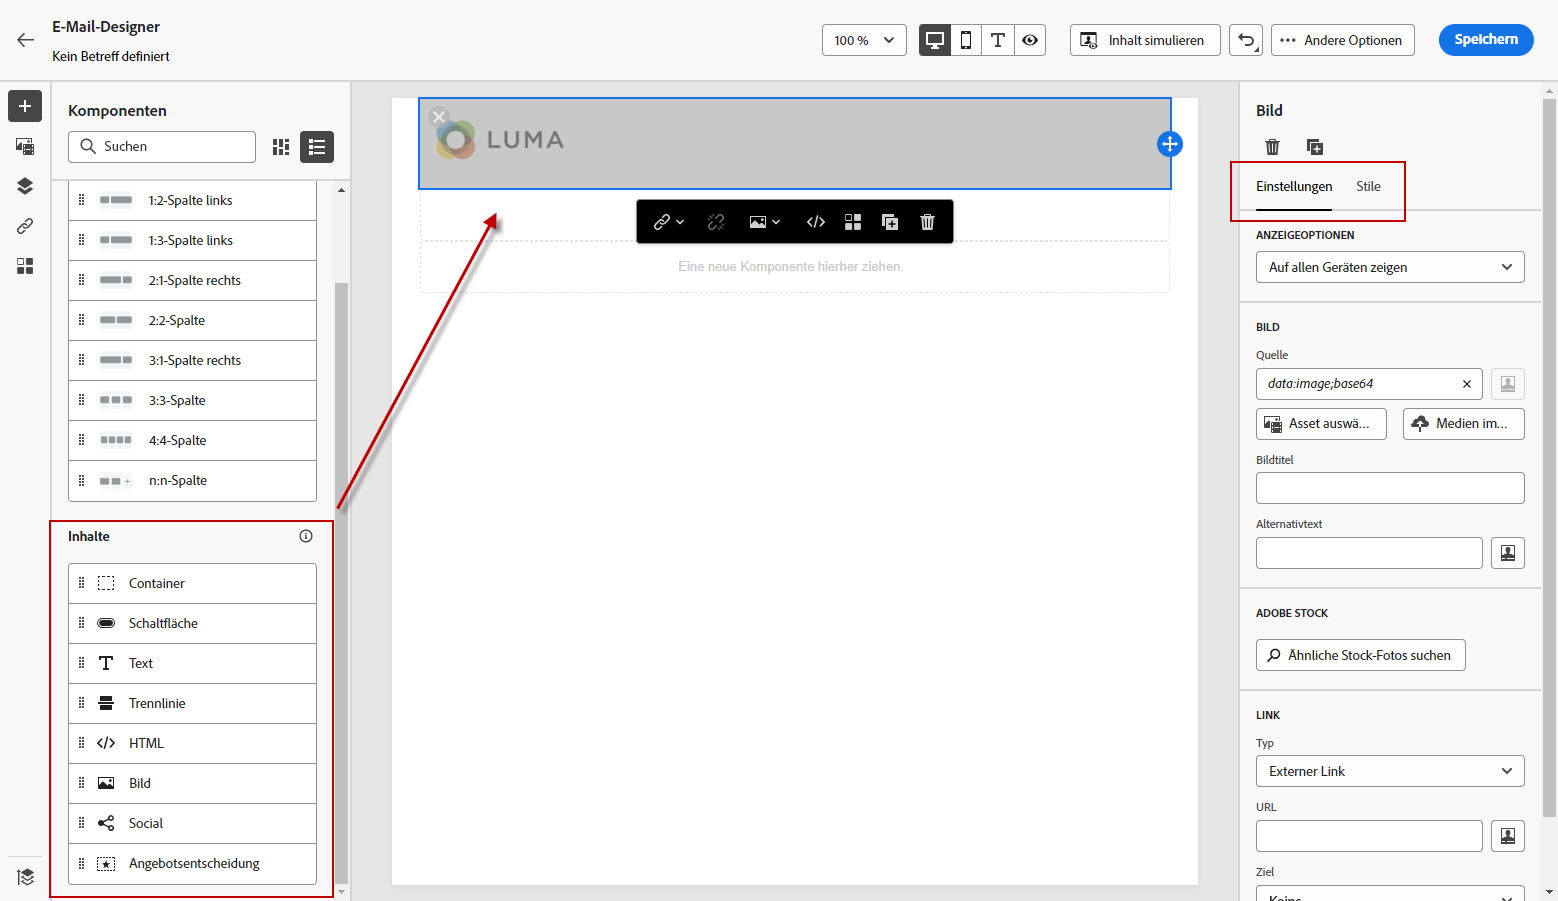 E-Mail-Designer
Kein Betreff definiert
100 %
Inhalt simulieren
Andere Optionen
Speichern
Komponenten
Suchen
1:2-Spalte links
1:3-Spalte links
2:1-Spalte rechts
2:2-Spalte
3:1-Spalte rechts
3:3-Spalte
4:4-Spalte
n:n-Spalte
Inhalte
Container
Schaltfläche
Text
Trennlinie
HTML
Bild
Social
Angebotsentscheidung
LUMA
Eine neue Komponente hierher ziehen.
Bild
Einstellungen Stile
ANZEIGEOPTIONEN
Auf allen Geräten zeigen
BILD
Quelle
data:image;base64
Asset auswä... Medien im...
Bildtitel
Alternativtext
ADOBE STOCK
Ähnliche Stock-Fotos suchen
LINK
Typ
Externer Link
URL
Ziel
Keins